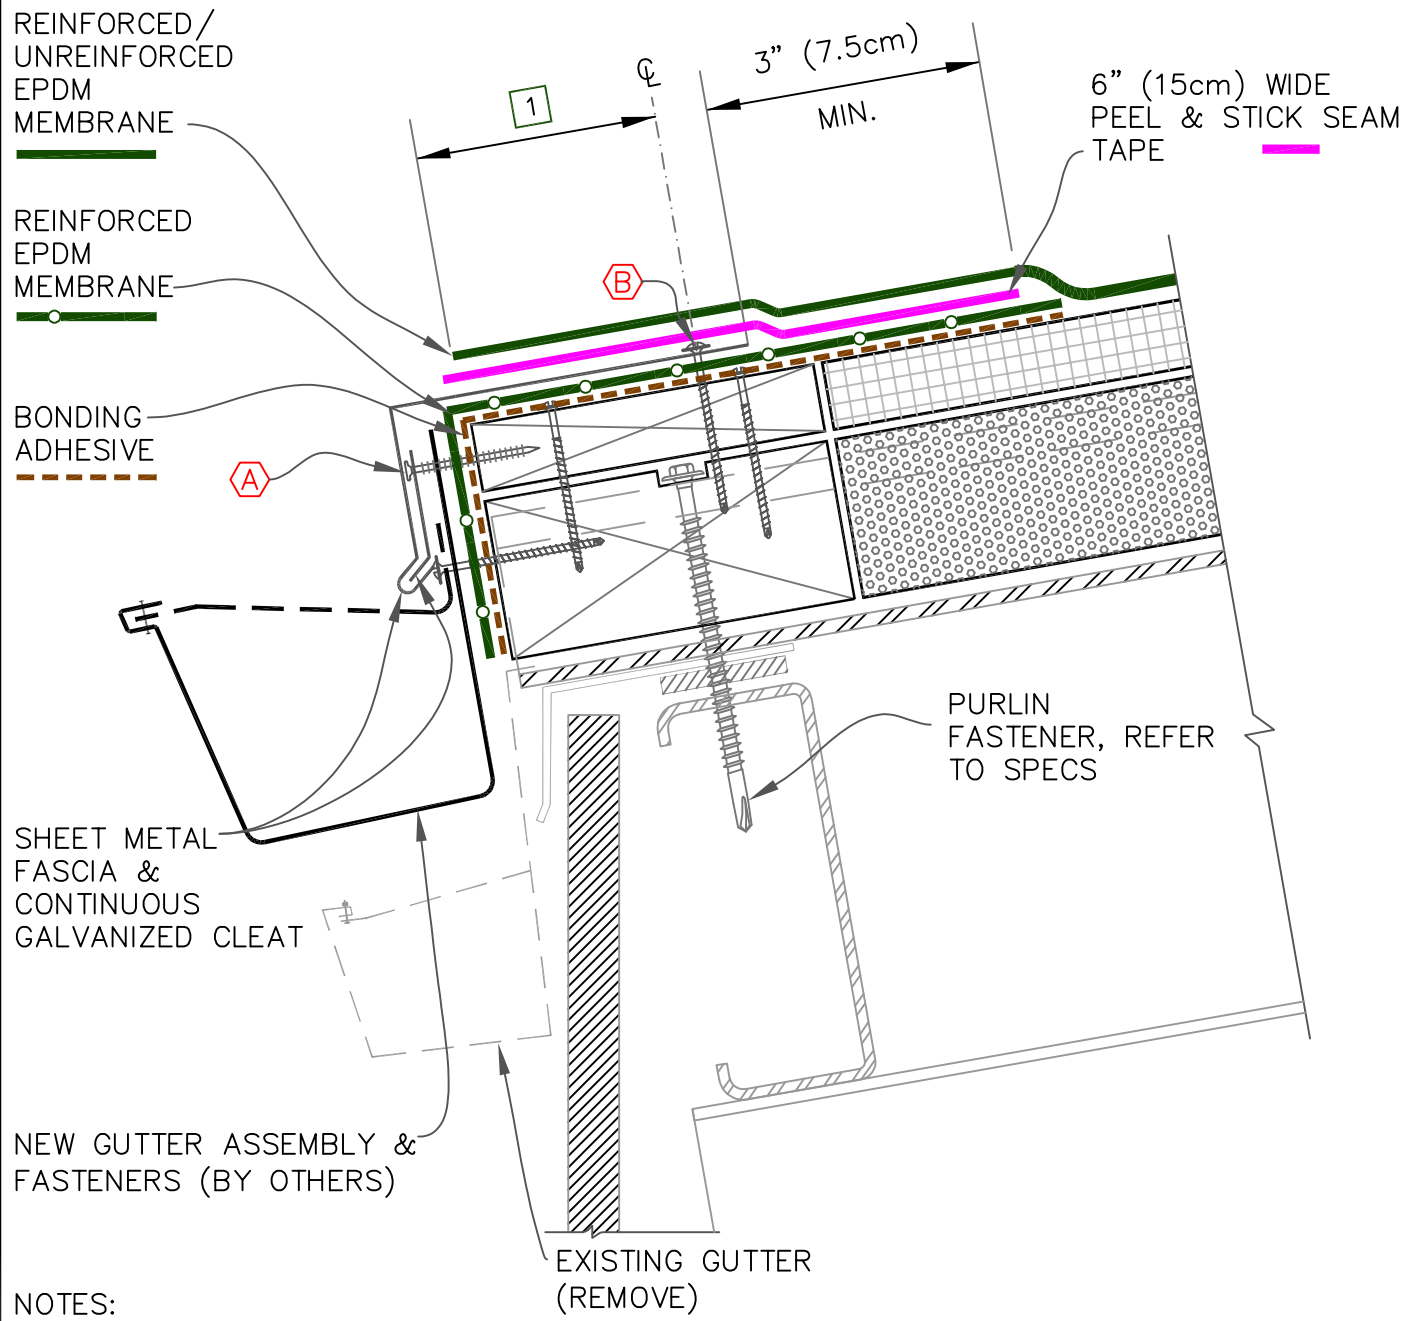 REINFORCED/
UNREINFORCED
EPDM
MEMBRANE
REINFORCED
EPDM
MEMBRANE
BONDING
ADHESIVE
A
B
1
℄
3" (7.5cm)
MIN.
6" (15cm) WIDE
PEEL & STICK SEAM
TAPE
PURLIN
FASTENER, REFER
TO SPECS
SHEET METAL
FASCIA &
CONTINUOUS
GALVANIZED CLEAT
NEW GUTTER ASSEMBLY &
FASTENERS (BY OTHERS)
EXISTING GUTTER
(REMOVE)
NOTES: